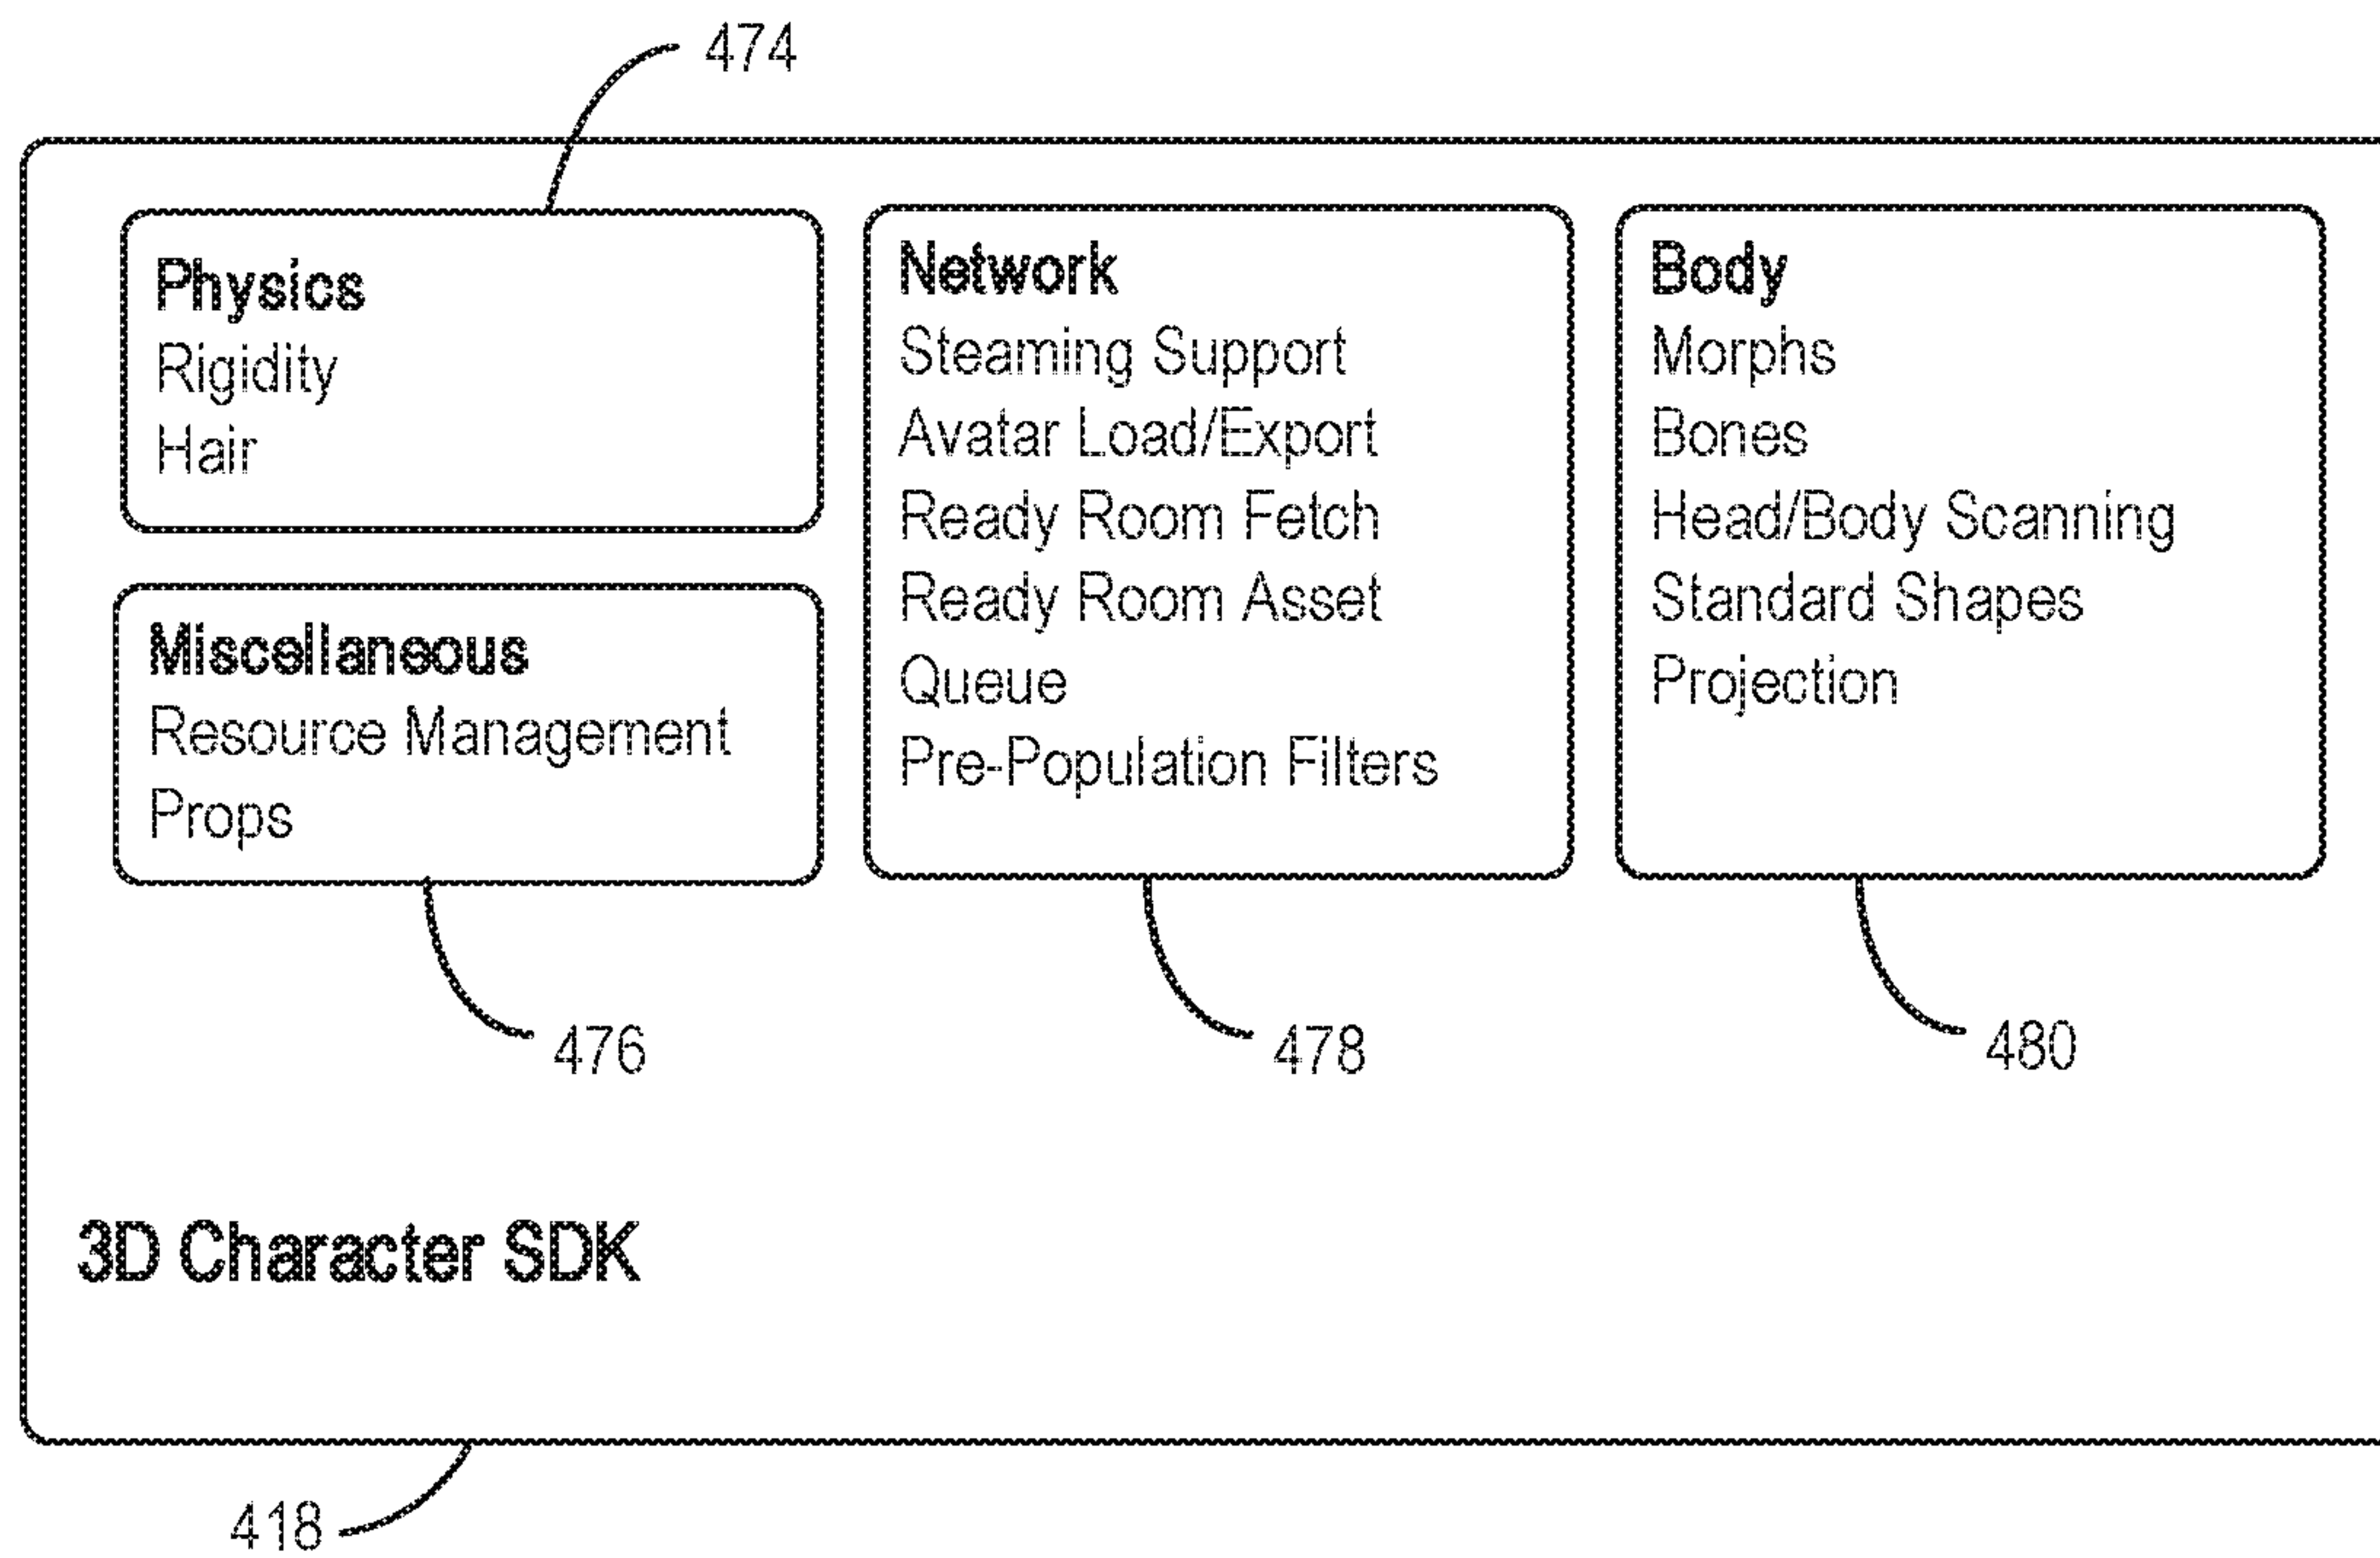 474
Physics
Rigidity
Hair
Miscellaneous
Resource Management
Props
476
Network
Steaming Support
Avatar Load/Export
Ready Room Fetch
Ready Room Asset
Queue
Pre-Population Filters
478
Body
Morphs
Bones
Head/Body Scanning
Standard Shapes
Projection
480
3D Character SDK
418